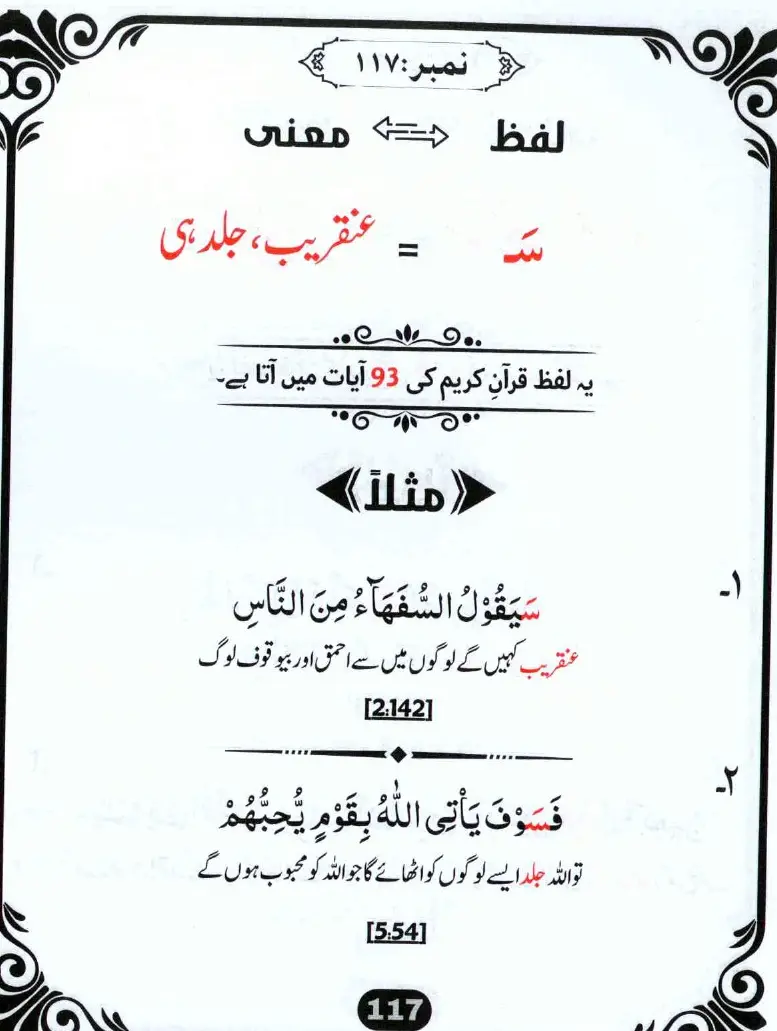 نمبر:۱۱۷
لفظ ⇐⇒ معنی
سَـ = عنقریب، جلد ہی
یہ لفظ قرآنِ کریم کی 93 آیات میں آتا ہے۔
مثلاً
۱۔
سَيَقُوْلُ السُّفَهَآءُ مِنَ النَّاسِ
عنقریب کہیں گے لوگوں میں سے احمق اور بیوقوف لوگ
[2:142]
۲۔
فَسَوْفَ يَاْتِى اللّٰهُ بِقَوْمٍ يُّحِبُّهُمْ
تو اللہ جلد ایسے لوگوں کو اٹھائے گا جو اللہ کو محبوب ہوں گے
[5:54]
117